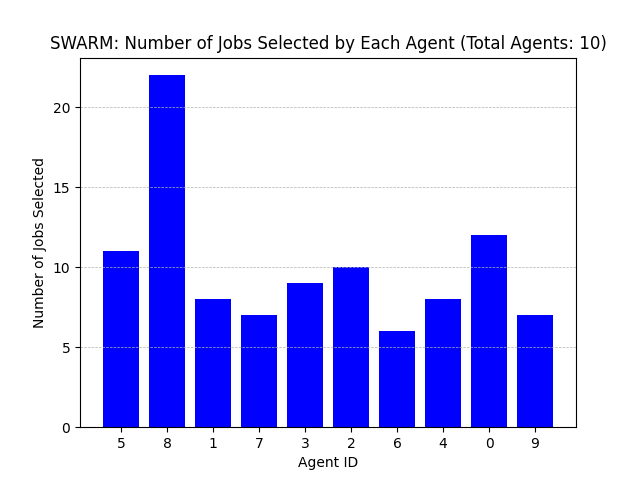 SWARM: Number of Jobs Selected by Each Agent (Total Agents: 10)
Number of Jobs Selected
20
15
10
5
0
5 8 1 7 3 2 6 4 0 9
Agent ID